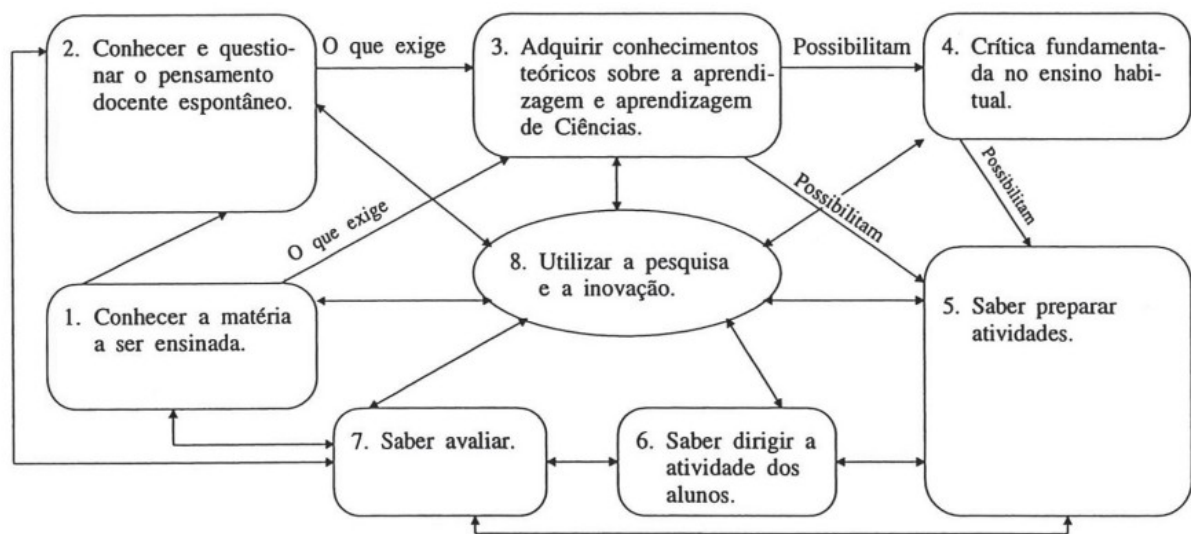 2. Conhecer e questio-
nar o pensamento
docente espontâneo.
O que exige
3. Adquirir conhecimentos
teóricos sobre a aprendi-
zagem e aprendizagem
de Ciências.
Possibilitam
4. Crítica fundamenta-
da no ensino habi-
tual.
Possibilitam
Possibilitam
O que exige
8. Utilizar a pesquisa
e a inovação.
1. Conhecer a matéria
a ser ensinada.
5. Saber preparar
atividades.
7. Saber avaliar.
6. Saber dirigir a
atividade dos
alunos.